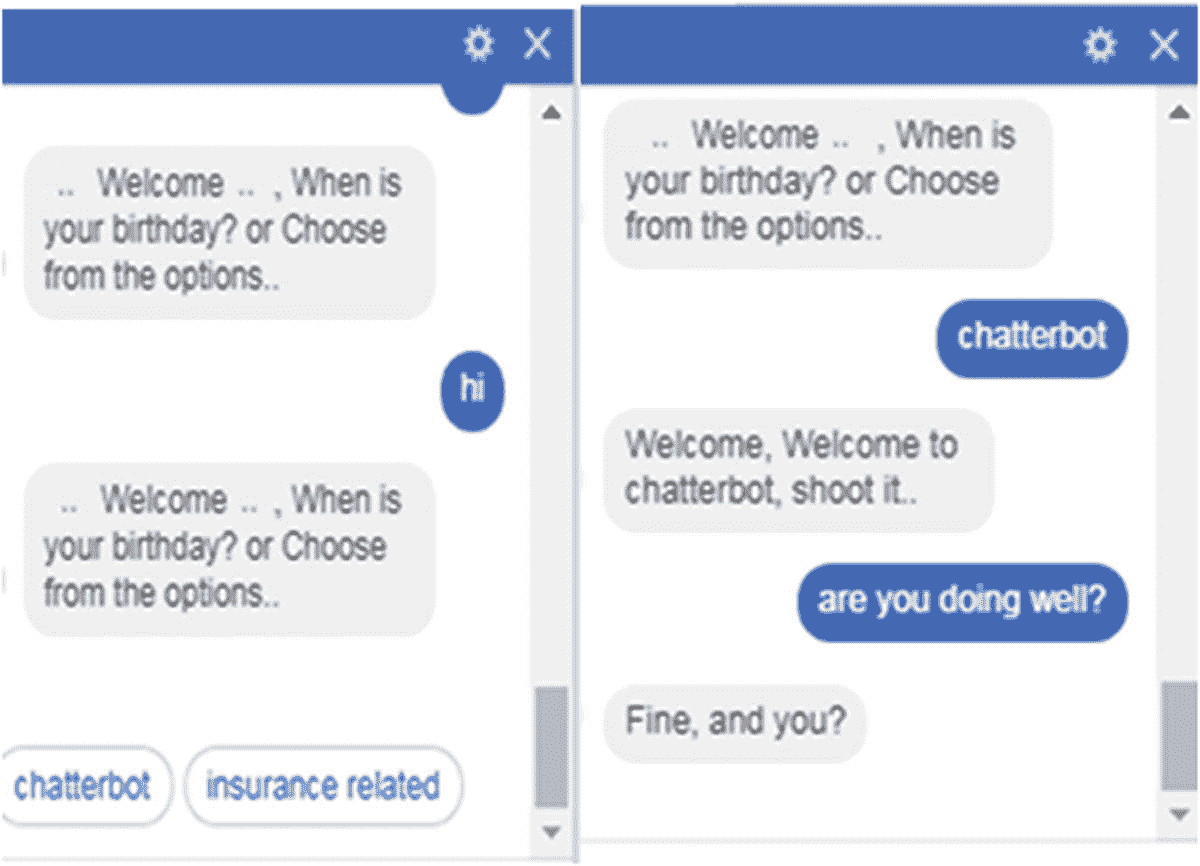 .. Welcome .. , When is
your birthday? or Choose
from the options..
hi
.. Welcome .. , When is
your birthday? or Choose
from the options..
chatterbot
insurance related
.. Welcome .. , When is
your birthday? or Choose
from the options..
chatterbot
Welcome, Welcome to
chatterbot, shoot it..
are you doing well?
Fine, and you?